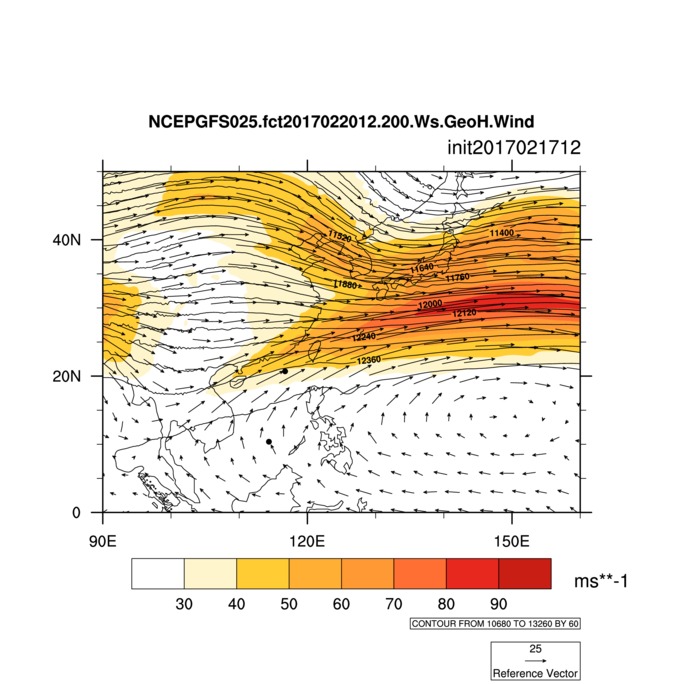 NCEPGFS025.fct2017022012.200.Ws.GeoH.Wind
init2017021712
11520
11400
40N
11640
11760
11880
12000
12120
12240
12360
20N
0
90E 120E 150E
30 40 50 60 70 80 90
ms**-1
CONTOUR FROM 10680 TO 13260 BY 60
25
Reference Vector